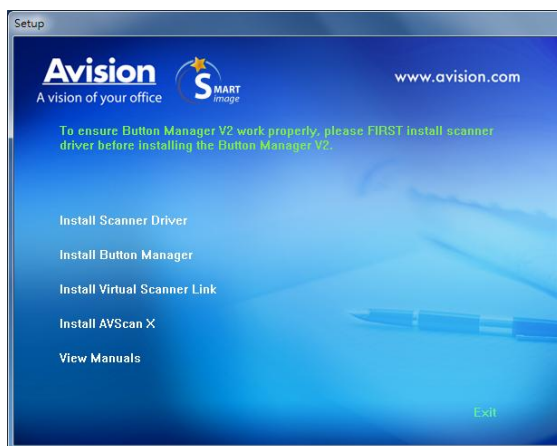 Setup
Avision
A vision of your office
SMART
image
www.avision.com
To ensure Button Manager V2 work properly, please FIRST install scanner
driver before installing the Button Manager V2.
Install Scanner Driver
Install Button Manager
Install Virtual Scanner Link
Install AVScan X
View Manuals
Exit